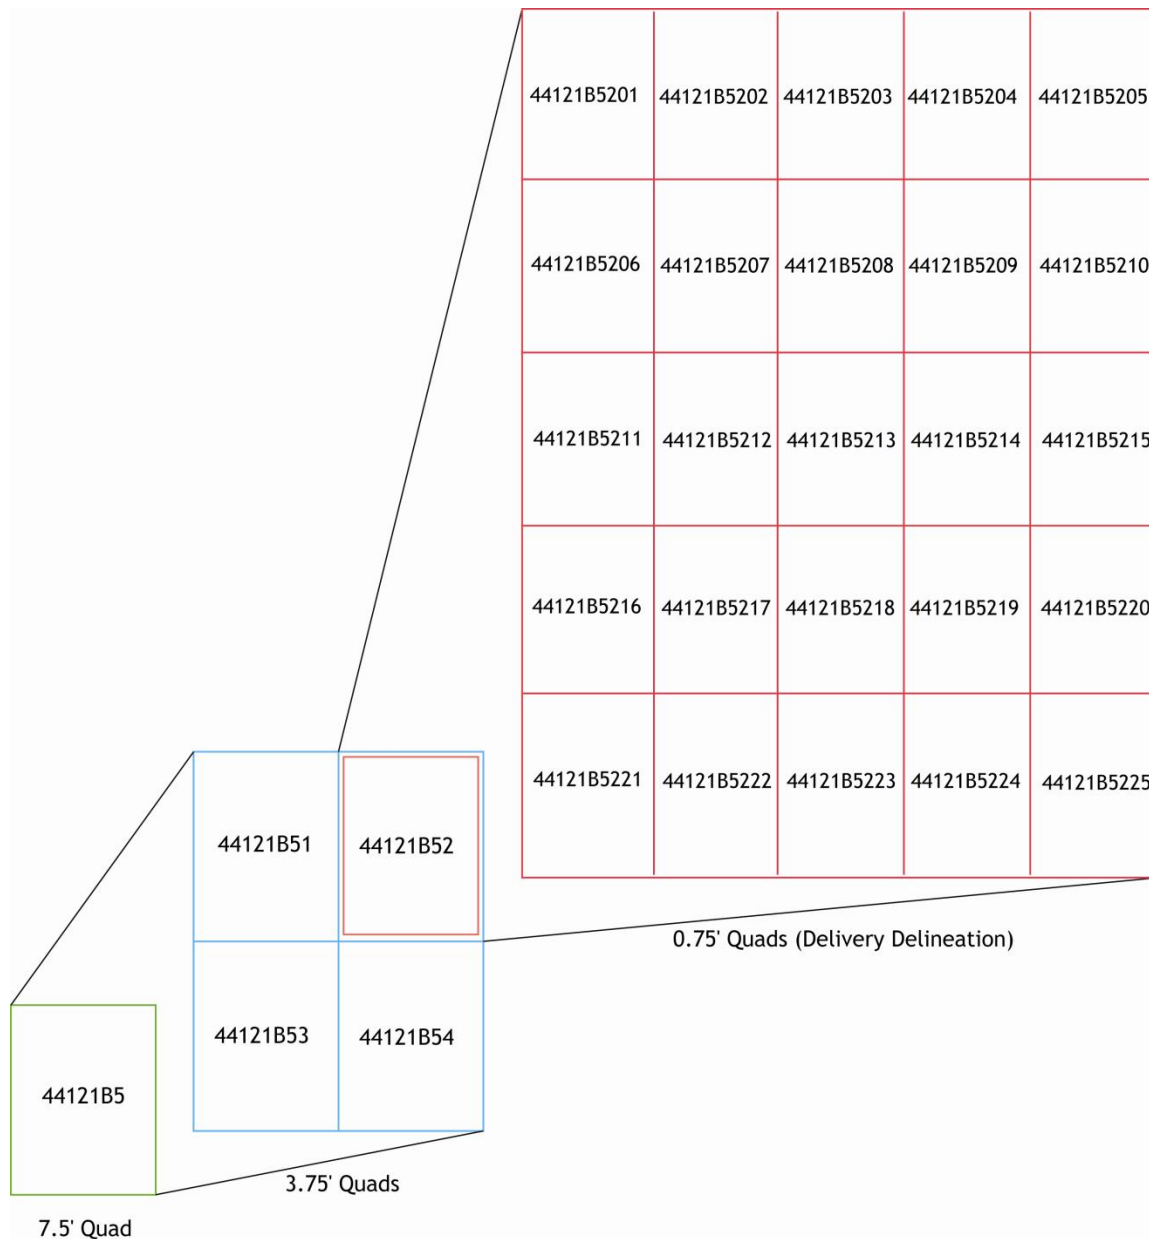 44121B5201 44121B5202 44121B5203 44121B5204 44121B5205
44121B5206 44121B5207 44121B5208 44121B5209 44121B5210
44121B5211 44121B5212 44121B5213 44121B5214 44121B5215
44121B5216 44121B5217 44121B5218 44121B5219 44121B5220
44121B5221 44121B5222 44121B5223 44121B5224 44121B5225
0.75' Quads (Delivery Delineation)
44121B51 44121B52
44121B53 44121B54
3.75' Quads
44121B5
7.5' Quad